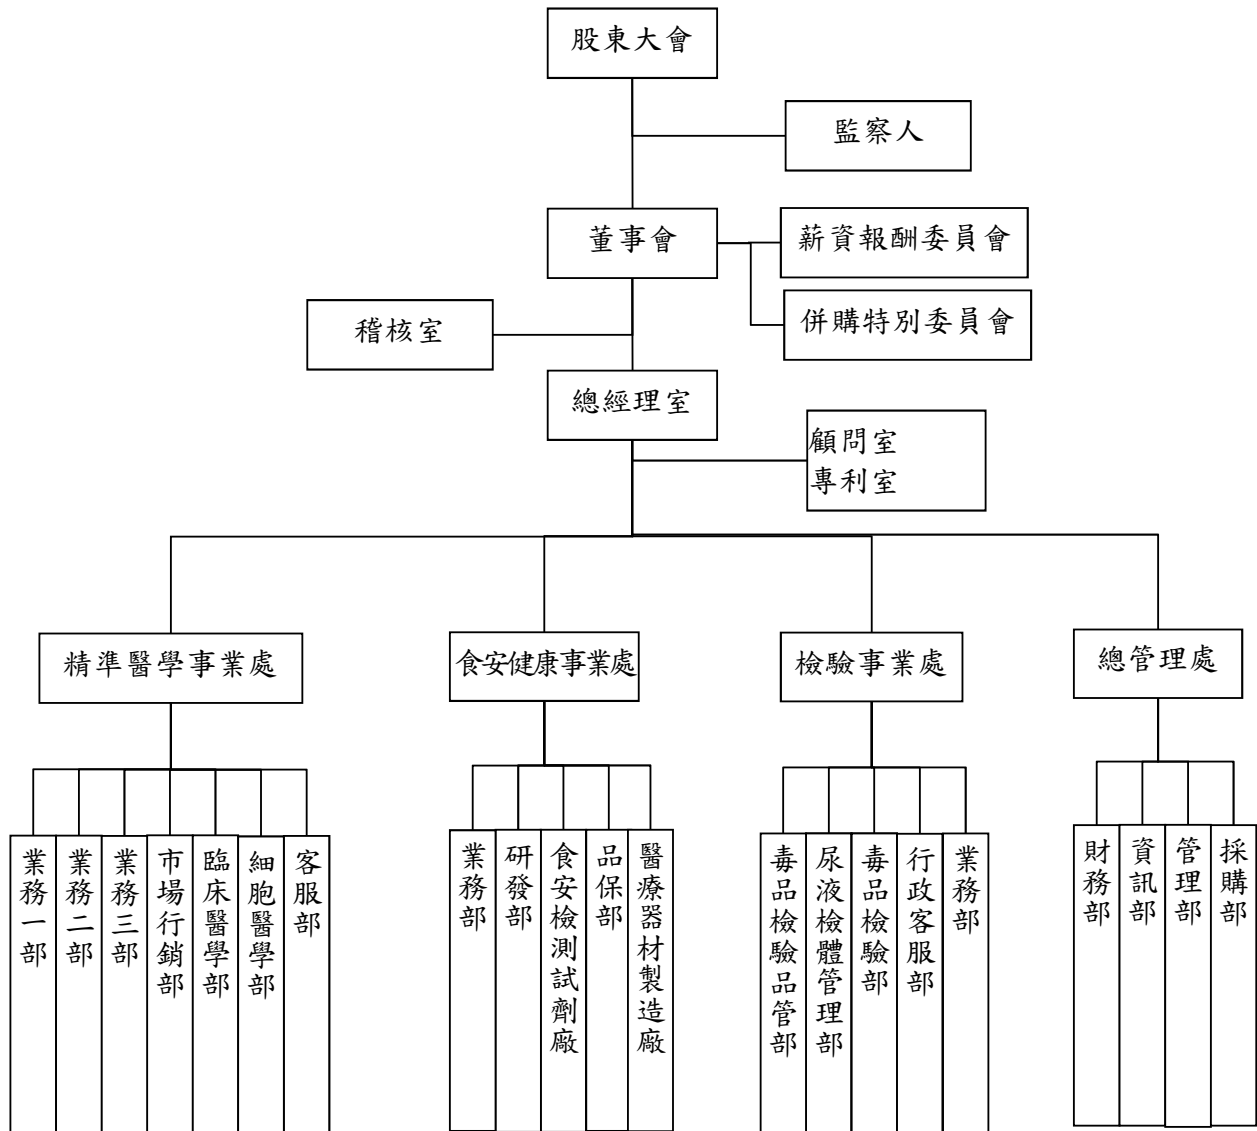 股東大會
監察人
董事會
薪資報酬委員會
併購特別委員會
稽核室
總經理室
顧問室
專利室
精準醫學事業處
食安健康事業處
檢驗事業處
總管理處
業務一部
業務二部
業務三部
市場行銷部
臨床醫學部
細胞醫學部
客服部
業務部
研發部
食安檢測試劑廠
品保部
醫療器材製造廠
毒品檢驗品管部
尿液檢體管理部
毒品檢驗部
行政客服部
業務部
財務部
資訊部
管理部
採購部